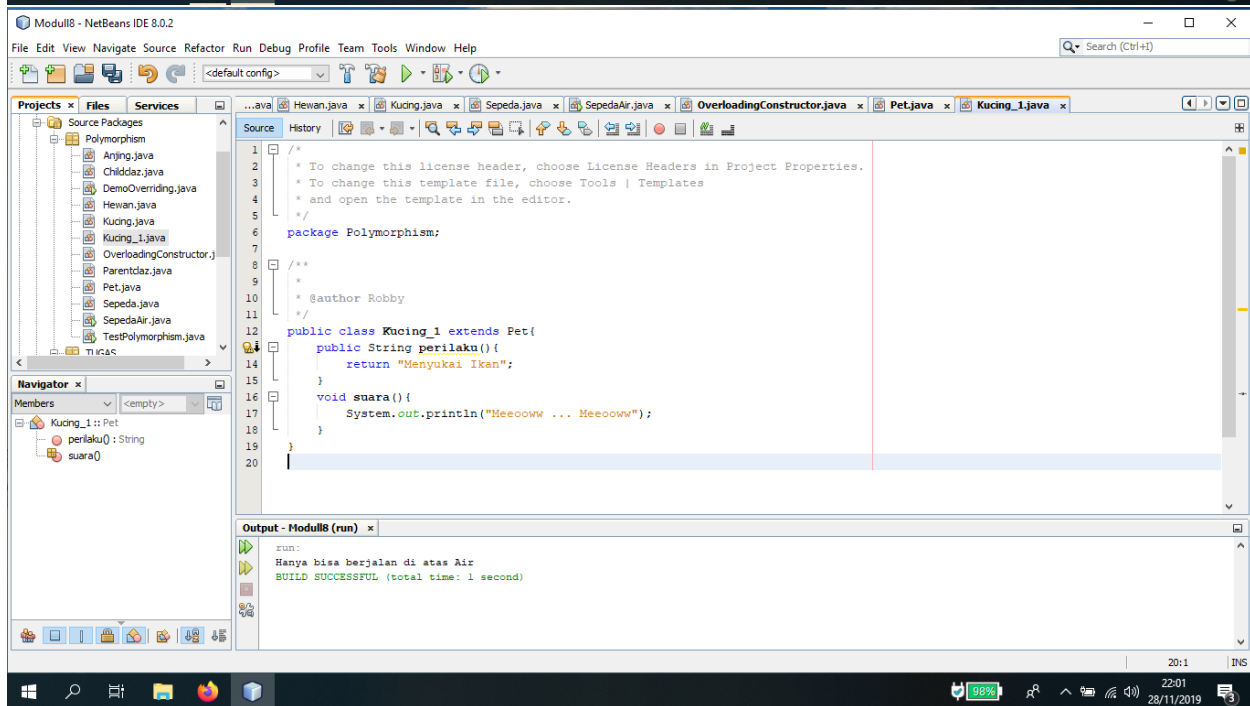 Modull8 - NetBeans IDE 8.0.2
File Edit View Navigate Source Refactor Run Debug Profile Team Tools Window Help
Search (Ctrl+I)
<default config>
Projects x Files Services
...ava Hewan.java x Kucing.java x Sepeda.java x SepedaAir.java x OverloadingConstructor.java x Pet.java x Kucing_1.java x
Source Packages
Polymorphism
Anjing.java
Childclaz.java
DemoOverriding.java
Hewan.java
Kucing.java
Kucing_1.java
OverloadingConstructor.j
Parentclaz.java
Pet.java
Sepeda.java
SepedaAir.java
TestPolymorphism.java
TUGAS
Navigator x
Members <empty>
Kucing_1 :: Pet
perilaku() : String
suara()
Source History
1 /*
2 * To change this license header, choose License Headers in Project Properties.
3 * To change this template file, choose Tools | Templates
4 * and open the template in the editor.
5 */
6 package Polymorphism;
7
8 /**
9 *
10 * @author Robby
11 */
12 public class Kucing_1 extends Pet{
public String perilaku(){
14 return "Menyukai Ikan";
15 }
16 void suara(){
17 System.out.println("Meeooww ... Meeooww");
18 }
19 }
20
Output - Modull8 (run) x
run:
Hanya bisa berjalan di atas Air
BUILD SUCCESSFUL (total time: 1 second)
20:1 INS
98%
22:01
28/11/2019
3